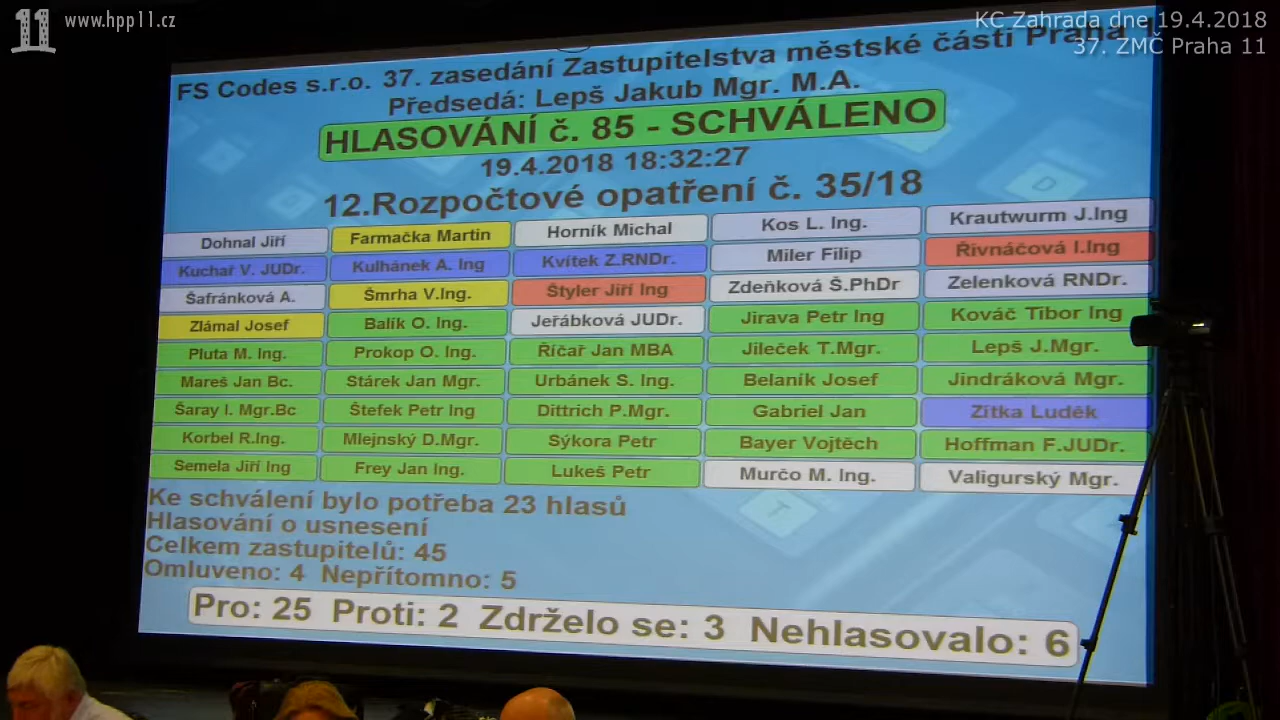 11 www.hpp11.cz
KC Zahrada dne 19.4.2018
37. ZMČ Praha 11
FS Codes s.r.o. 37. zasedání Zastupitelstva městské části Praha 1
Předsedá: Lepš Jakub Mgr. M.A.
HLASOVÁNÍ č. 85 - SCHVÁLENO
19.4.2018 18:32:27
12.Rozpočtové opatření č. 35/18
Dohnal Jiří Farmačka Martin Horník Michal Kos L. Ing. Krautwurm J.Ing
Kuchař V. JUDr. Kulhánek A. Ing Kvítek Z.RNDr. Miler Filip Řivnáčová I.Ing
Šafránková A. Šmrha V.Ing. Štyler Jiří Ing Zdeňková Š.PhDr Zelenková RNDr.
Zlámal Josef Balík O. Ing. Jeřábková JUDr. Jirava Petr Ing Kováč Tibor Ing
Pluta M. Ing. Prokop O. Ing. Říčař Jan MBA Jileček T.Mgr. Lepš J.Mgr.
Mareš Jan Bc. Stárek Jan Mgr. Urbánek S. Ing. Belaník Josef Jindráková Mgr.
Šaray I. Mgr.Bc Štefek Petr Ing Dittrich P.Mgr. Gabriel Jan Zítka Luděk
Korbel R.Ing. Mlejnský D.Mgr. Sýkora Petr Bayer Vojtěch Hoffman F.JUDr.
Semela Jiří Ing Frey Jan Ing. Lukeš Petr Murčo M. Ing. Valigurský Mgr.
Ke schválení bylo potřeba 23 hlasů
Hlasování o usnesení
Celkem zastupitelů: 45
Omluveno: 4 Nepřítomno: 5
Pro: 25 Proti: 2 Zdrželo se: 3 Nehlasovalo: 6